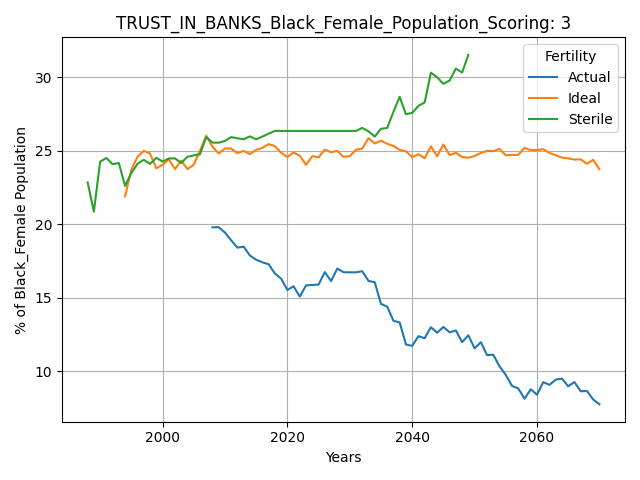 TRUST_IN_BANKS_Black_Female_Population_Scoring: 3
% of Black_Female Population
30
25
20
15
10
Fertility
Actual
Ideal
Sterile
2000 2020 2040 2060
Years